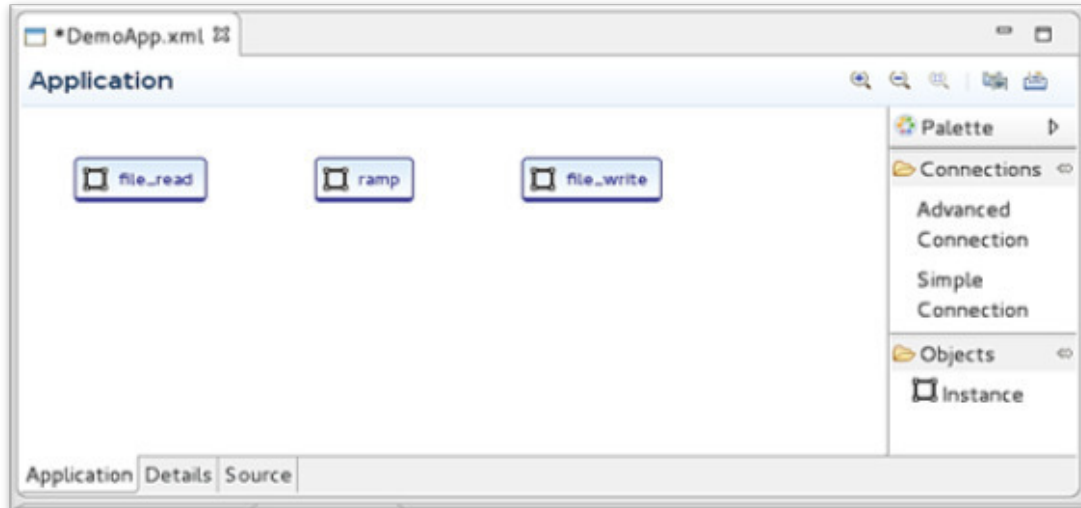 *DemoApp.xml
Application
Palette
Connections
Advanced
Connection
Simple
Connection
Objects
Instance
file_read
ramp
file_write
Application Details Source